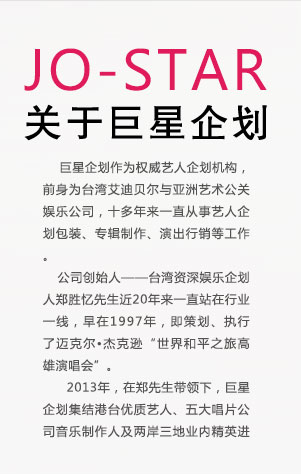 JO-STAR
关于巨星企划
巨星企划作为权威艺人企划机构，
前身为台湾艾迪贝尔与亚洲艺术公关
娱乐公司，十多年来一直从事艺人企
划包装、专辑制作、演出行销等工作
。
公司创始人——台湾资深娱乐企划
人郑胜忆先生近20年来一直站在行业
一线，早在1997年，即策划、执行
了迈克尔·杰克逊“世界和平之旅高
雄演唱会”。
2013年，在郑先生带领下，巨星
企划集结港台优质艺人、五大唱片公
司音乐制作人及两岸三地业内精英进